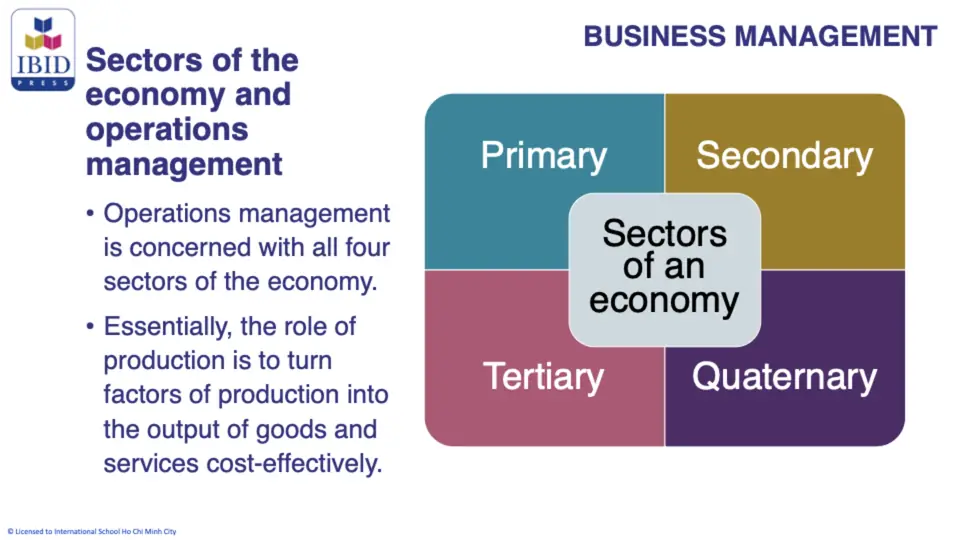 IBID
PRESS
BUSINESS MANAGEMENT
Sectors of the
economy and
operations
management
• Operations management
is concerned with all four
sectors of the economy.
• Essentially, the role of
production is to turn
factors of production into
the output of goods and
services cost-effectively.
Primary
Secondary
Sectors
of an
economy
Tertiary
Quaternary
© Licensed to International School Ho Chi Minh City